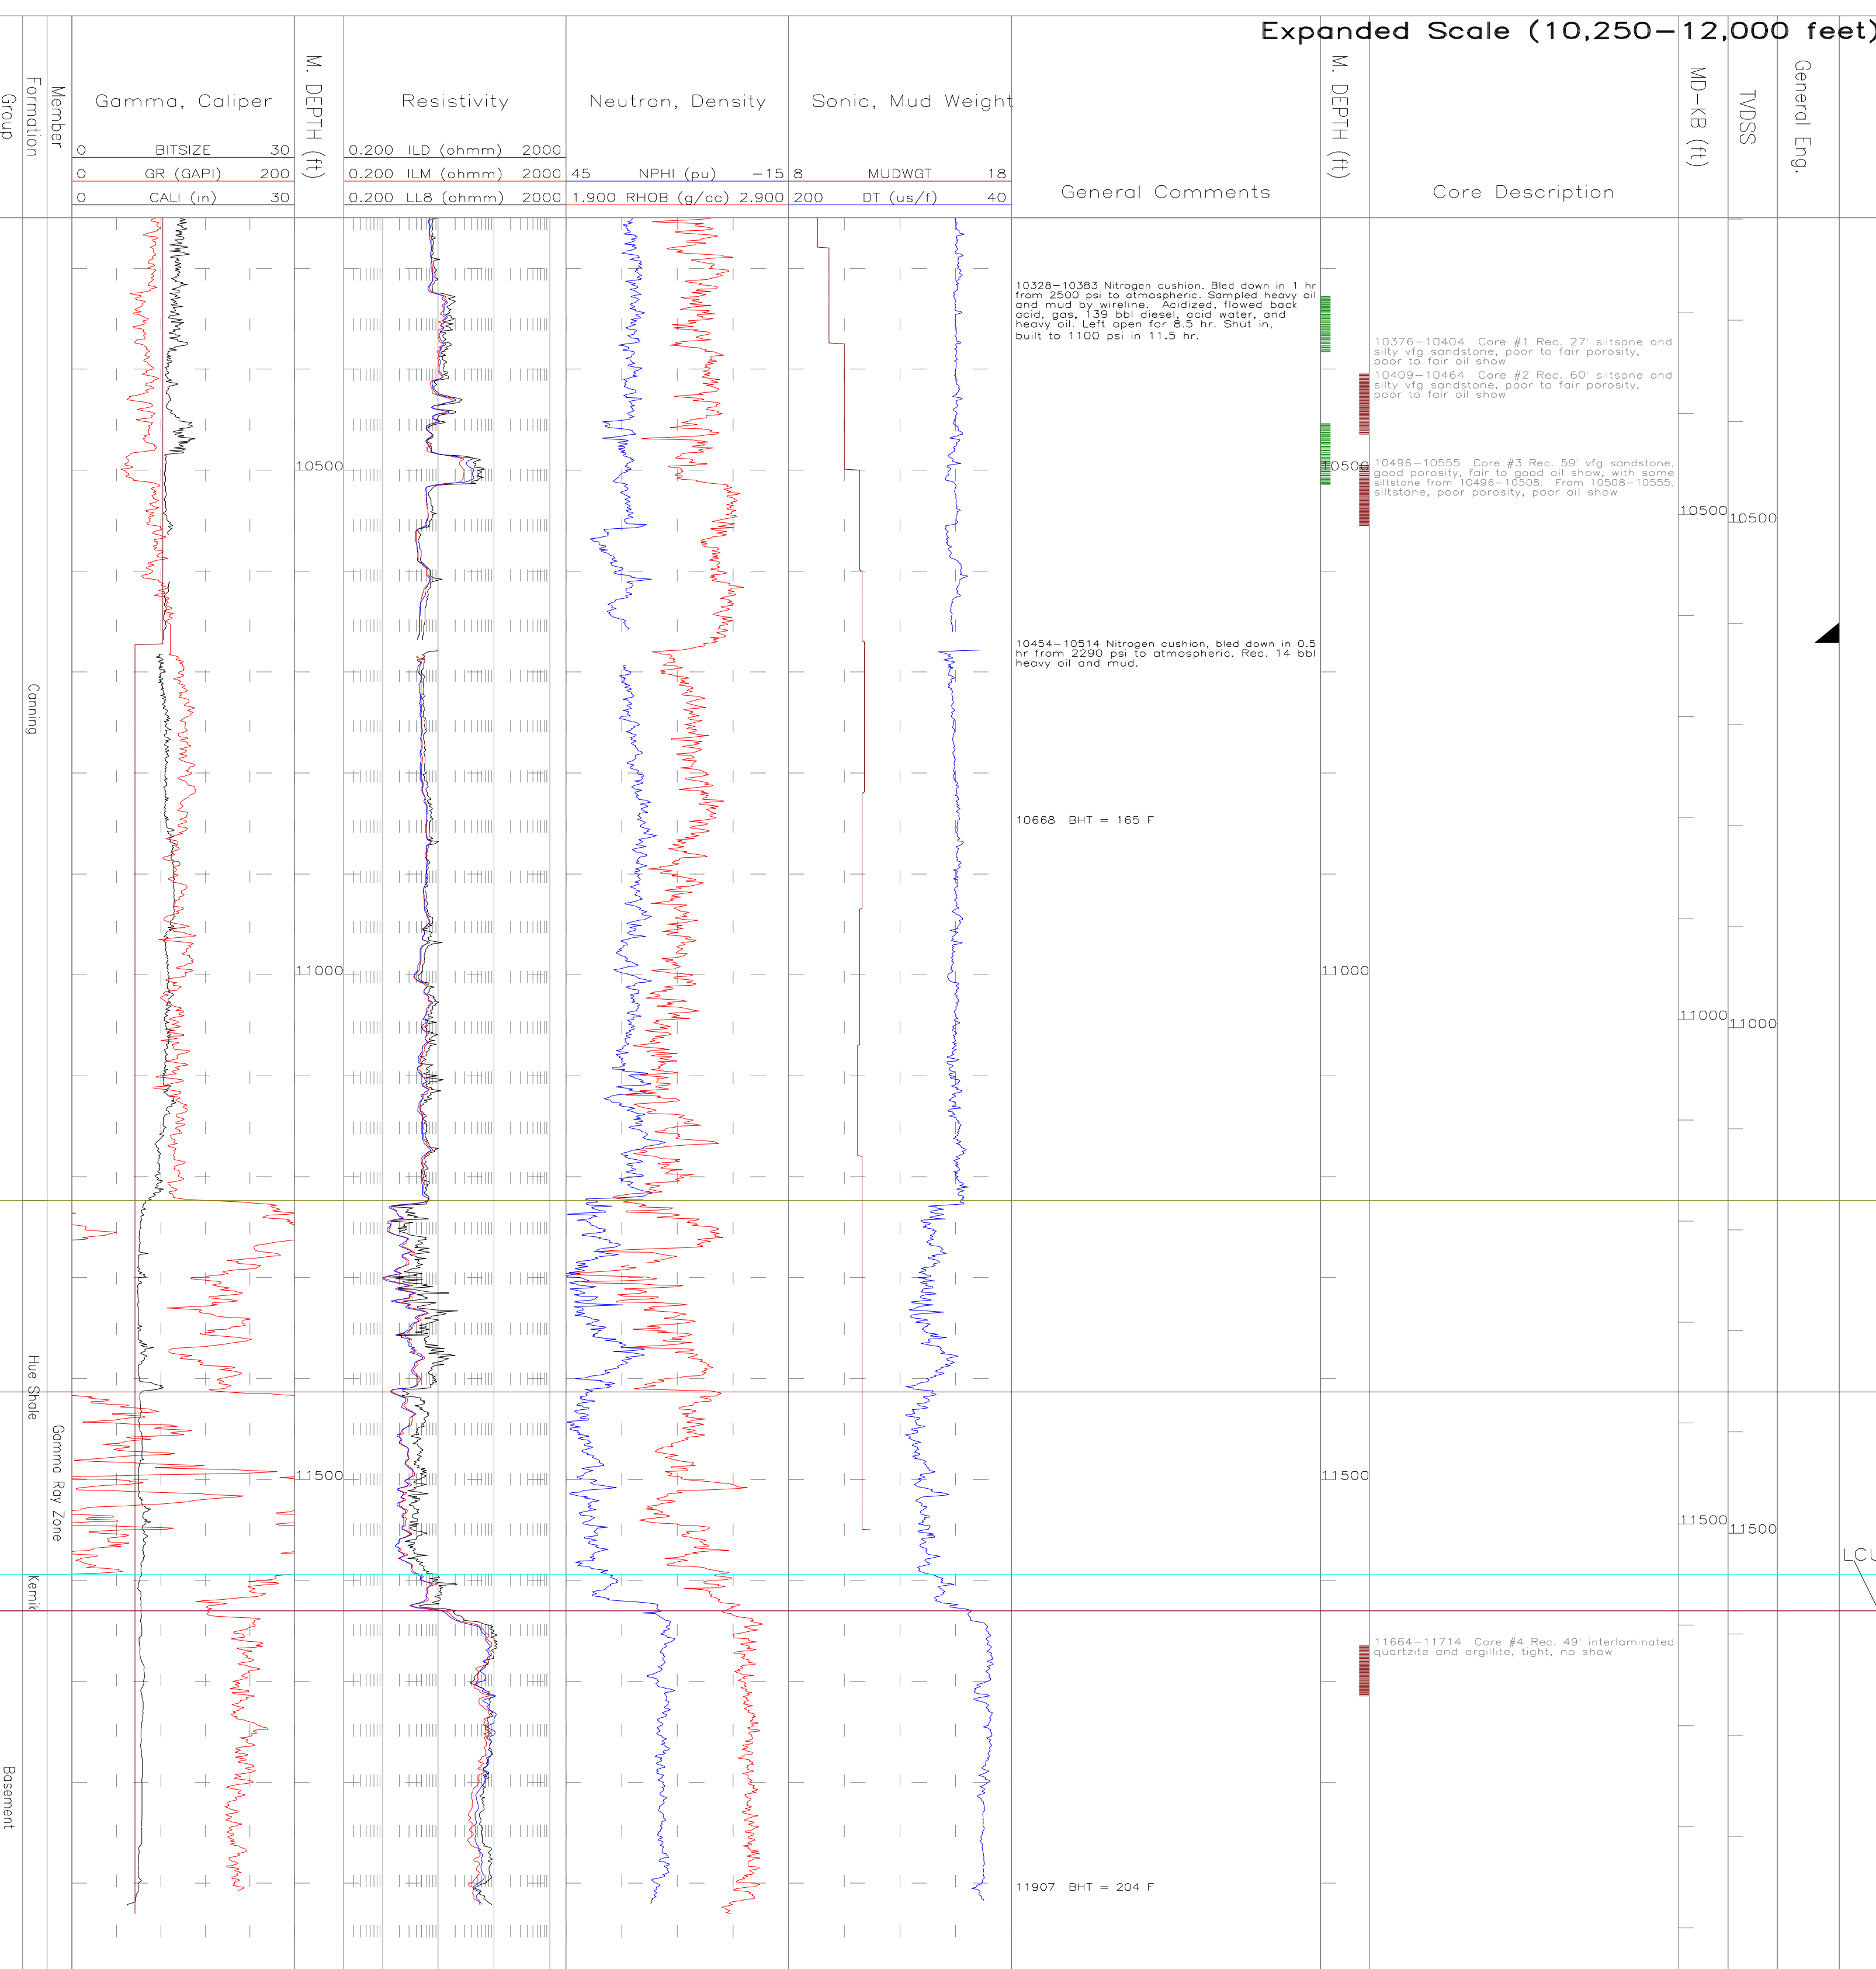 Expanded Scale (10,250-12,000 feet)
Group
Formation
Member
Gamma, Caliper
0 BITSIZE 30
0 GR (GAPI) 200
0 CALI (in) 30
M. DEPTH (ft)
Resistivity
0.200 ILD (ohmm) 2000
0.200 ILM (ohmm) 2000
0.200 LL8 (ohmm) 2000
Neutron, Density
45 NPHI (pu) -15
1.900 RHOB (g/cc) 2.900
Sonic, Mud Weight
8 MUDWGT 18
200 DT (us/f) 40
General Comments
M. DEPTH (ft)
Core Description
MD-KB (ft)
TVDSS
General Eng.
10328-10383 Nitrogen cushion. Bled down in 1 hr
from 2500 psi to atmospheric. Sampled heavy oil
and mud by wireline. Acidized, flowed back
acid, gas, 139 bbl diesel, acid water, and
heavy oil. Left open for 8.5 hr. Shut in,
built to 1100 psi in 11.5 hr.
10376-10404 Core #1 Rec. 27' siltsone and
silty vfg sandstone, poor to fair porosity,
poor to fair oil show
10409-10464 Core #2 Rec. 60' siltsone and
silty vfg sandstone, poor to fair porosity,
poor to fair oil show
10500
10500
10496-10555 Core #3 Rec. 59' vfg sandstone,
good porosity, fair to good oil show, with some
siltstone from 10496-10508. From 10508-10555,
siltstone, poor porosity, poor oil show
10500
10500
10454-10514 Nitrogen cushion, bled down in 0.5
hr from 2290 psi to atmospheric. Rec. 14 bbl
heavy oil and mud.
Canning
10668 BHT = 165 F
11000
11000
11000
11000
Hue Shale
Gamma Ray Zone
11500
11500
11500
11500
LCU
Kemik
11664-11714 Core #4 Rec. 49' interlaminated
quartzite and argillite, tight, no show
Basement
11907 BHT = 204 F